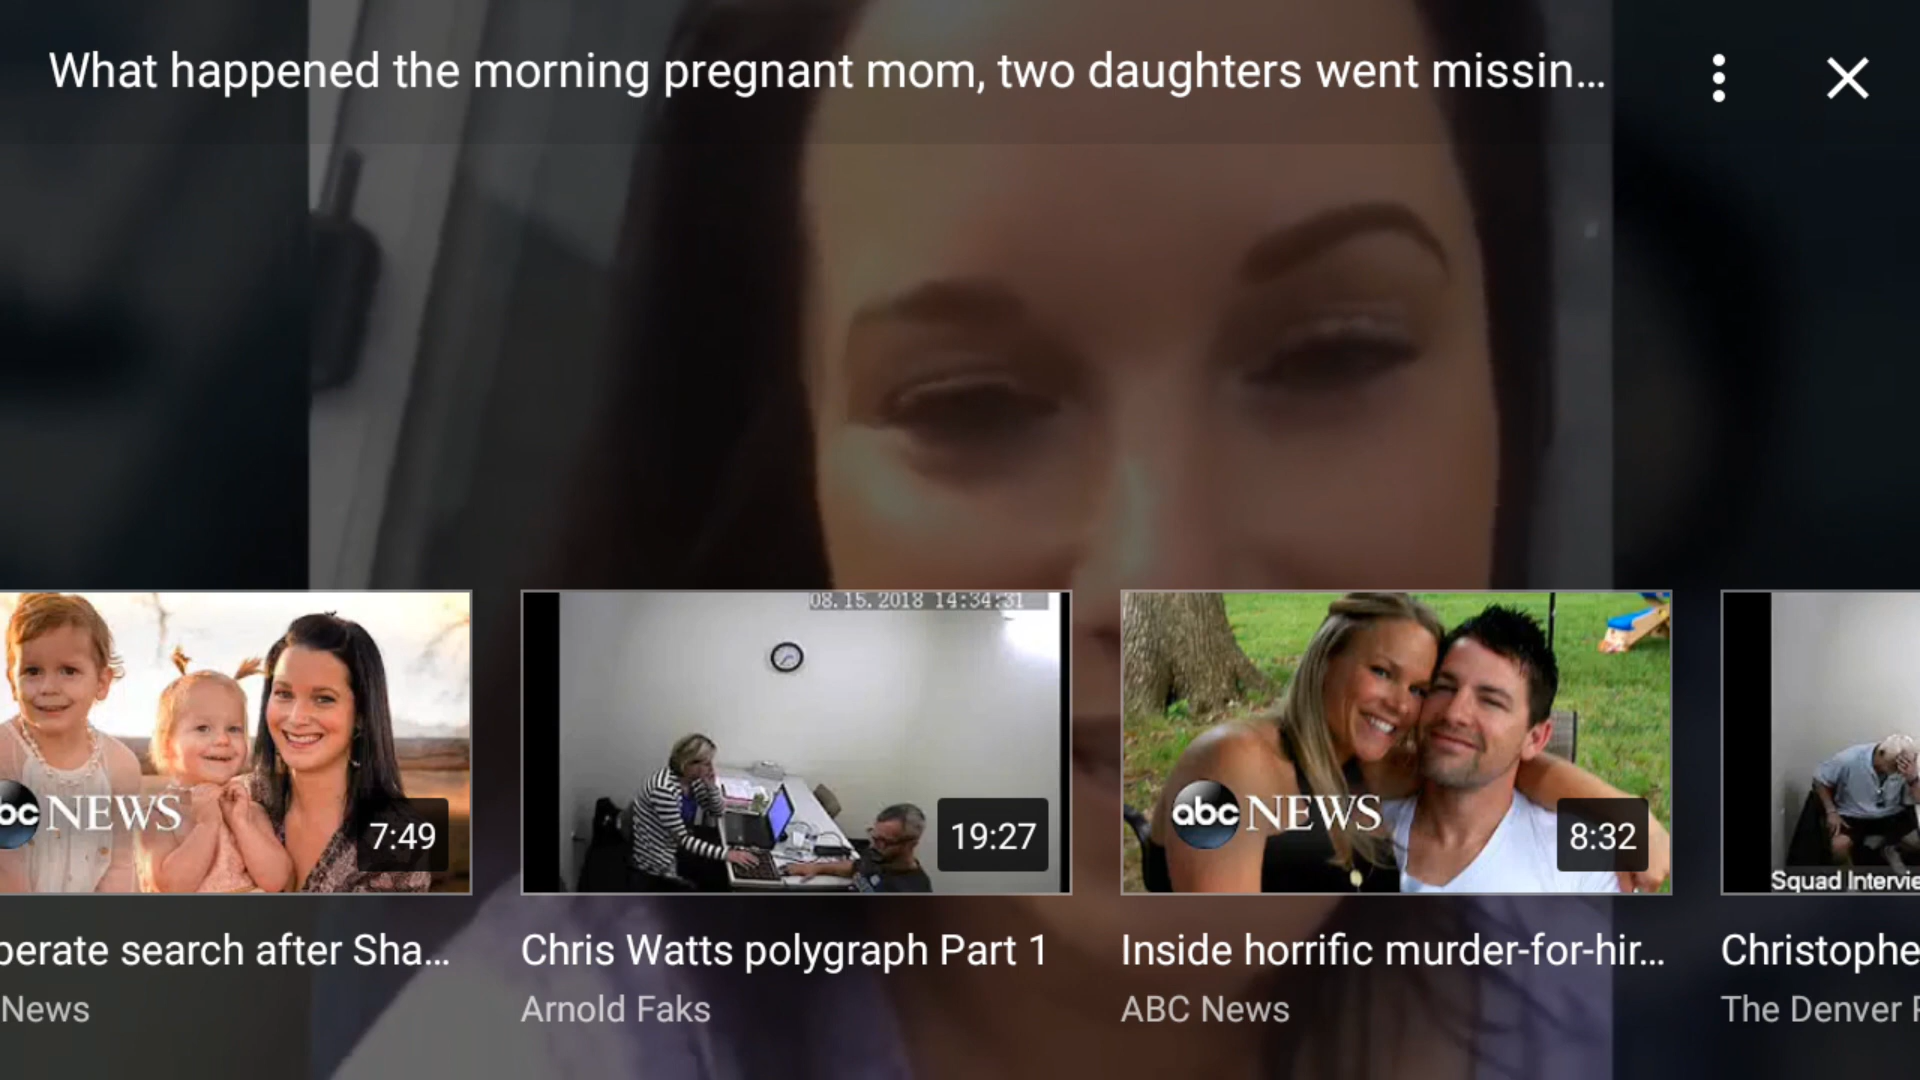 What happened the morning pregnant mom, two daughters went missin...
08.15.2018 14:34:31
bc NEWS
7:49
19:27
abc NEWS
8:32
Squad Intervie
perate search after Sha...
Chris Watts polygraph Part 1
Inside horrific murder-for-hir...
Christophe
News
Arnold Faks
ABC News
The Denver P